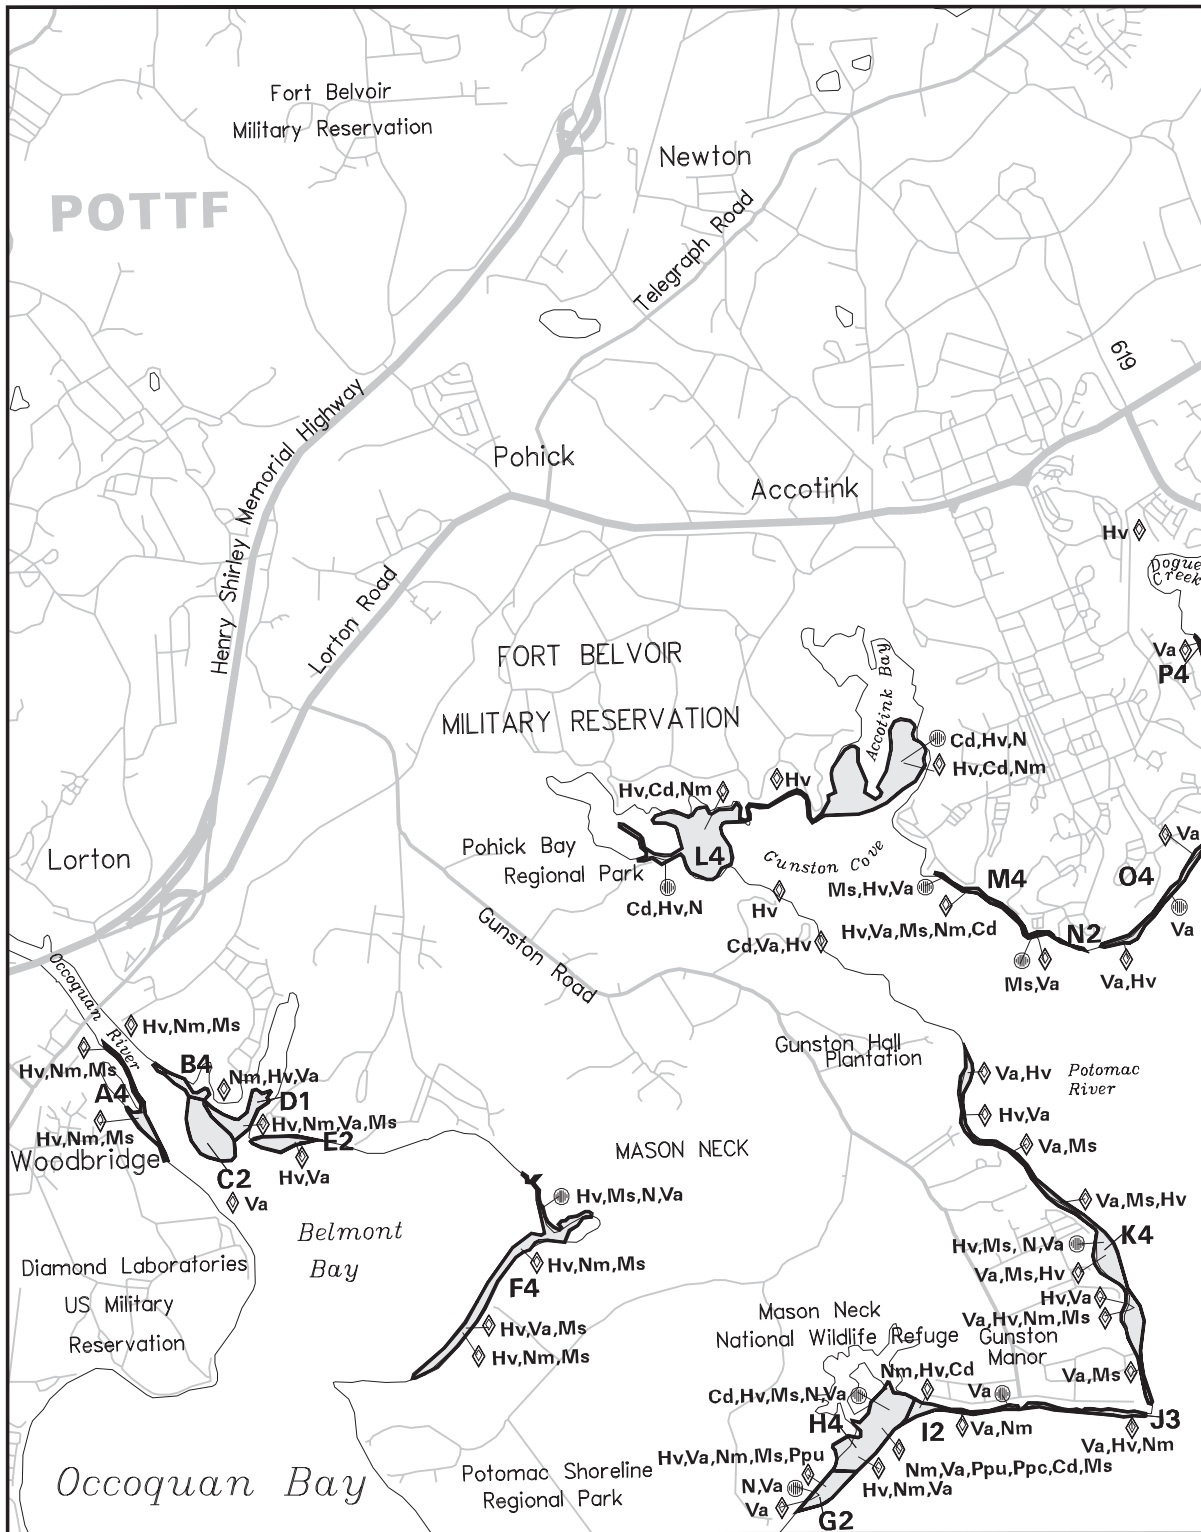 Fort Belvoir
Military Reservation
Newton
POTTF
Telegraph Road
619
Henry Shirley Memorial Highway
Pohick
Accotink
Hv
Dogue
Creek
Lorton Road
FORT BELVOIR
MILITARY RESERVATION
Accotink Bay
Va
P4
Cd,Hv,N
Hv,Cd,Nm
Hv
Hv,Cd,Nm
Lorton
Pohick Bay
Regional Park
L4
Gunston Cove
Va
Ms,Hv,Va
M4
O4
Cd,Hv,N
Hv
Gunston Road
Hv,Va,Ms,Nm,Cd
Va
Cd,Va,Hv
N2
Ms,Va
Va,Hv
Occoquan River
Hv,Nm,Ms
Hv,Nm,Ms
B4
Nm,Hv,Va
A4
D1
Hv,Nm,Va,Ms
Hv,Nm,Ms
E2
Woodbridge
C2
Hv,Va
Va
Gunston Hall
Plantation
Va,Hv
Potomac
River
Hv,Va
Va,Ms
MASON NECK
Hv,Ms,N,Va
Va,Ms,Hv
K4
Belmont
Bay
Hv,Ms,N,Va
Diamond Laboratories
US Military
Reservation
Hv,Nm,Ms
F4
Va,Ms,Hv
Hv,Va
Va,Hv,Nm,Ms
Hv,Va,Ms
Hv,Nm,Ms
Mason Neck
National Wildlife Refuge
Gunston
Manor
Nm,Hv,Cd
Va,Ms
Cd,Hv,Ms,N,Va
Va
H4
I2
Va,Nm
J3
Va,Hv,Nm
Hv,Va,Nm,Ms,Ppu
Nm,Va,Ppu,Ppc,Cd,Ms
Hv,Nm,Va
N,Va
Va
G2
Occoquan Bay
Potomac Shoreline
Regional Park